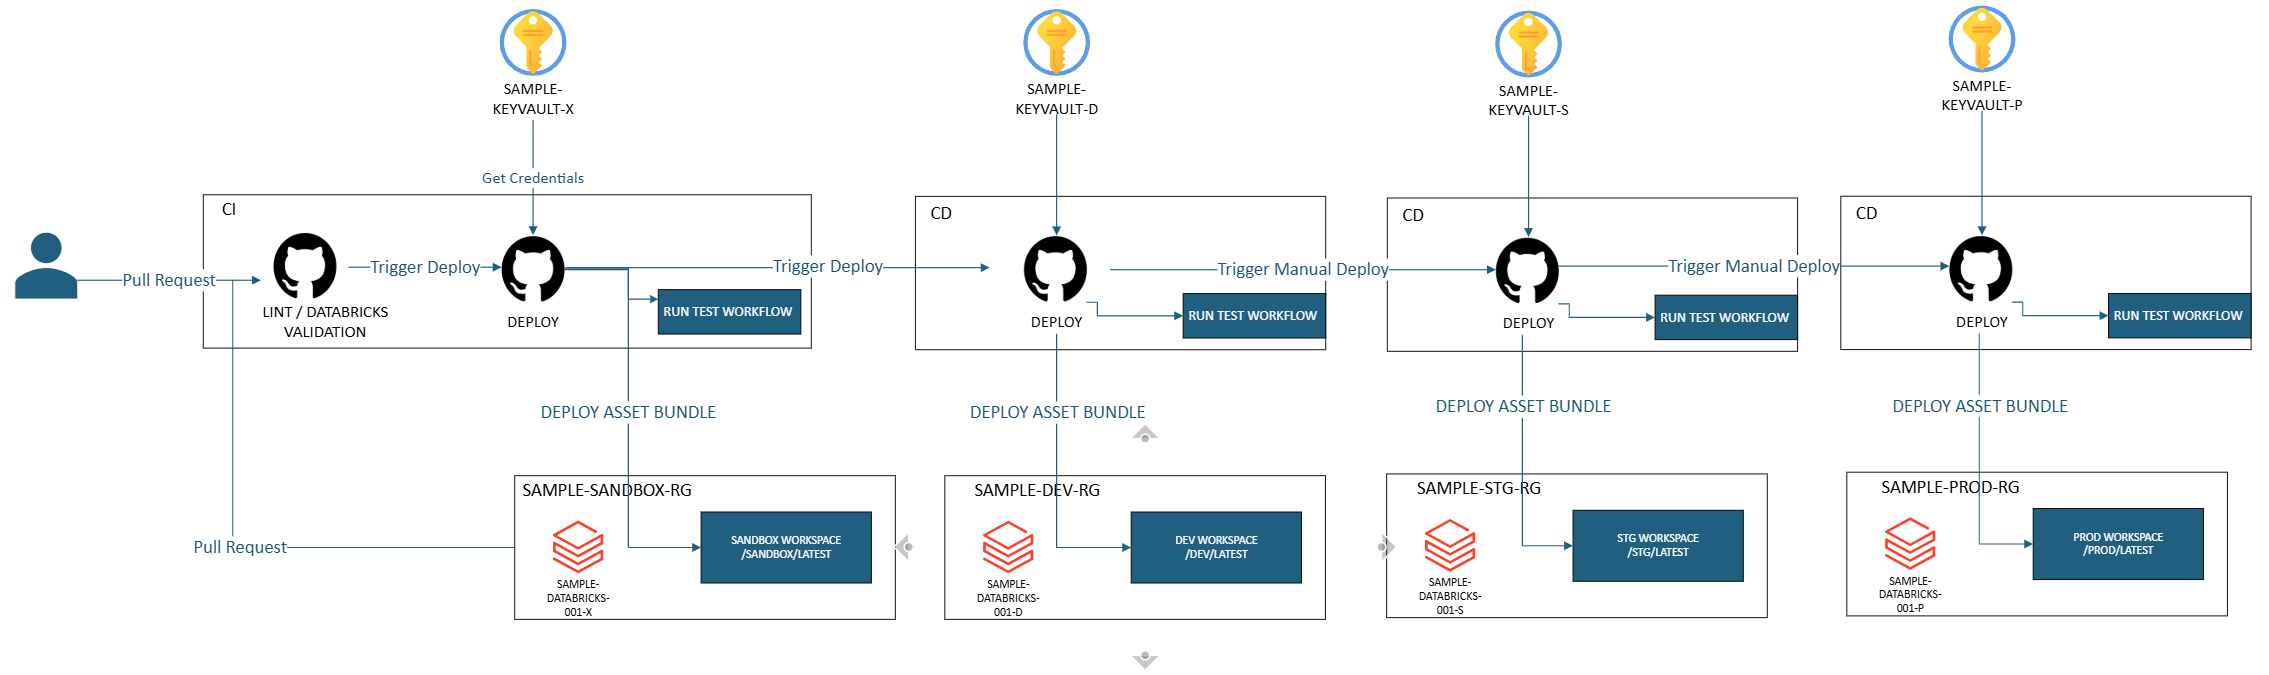 SAMPLE-
KEYVAULT-X
SAMPLE-
KEYVAULT-D
SAMPLE-
KEYVAULT-S
SAMPLE-
KEYVAULT-P
Get Credentials
CI
CD
CD
CD
Pull Request
Trigger Deploy
Trigger Deploy
Trigger Manual Deploy
Trigger Manual Deploy
LINT / DATABRICKS
VALIDATION
DEPLOY
RUN TEST WORKFLOW
DEPLOY
RUN TEST WORKFLOW
DEPLOY
RUN TEST WORKFLOW
DEPLOY
RUN TEST WORKFLOW
DEPLOY ASSET BUNDLE
DEPLOY ASSET BUNDLE
DEPLOY ASSET BUNDLE
DEPLOY ASSET BUNDLE
Pull Request
SAMPLE-SANDBOX-RG
SANDBOX WORKSPACE
/SANDBOX/LATEST
SAMPLE-
DATABRICKS-
001-X
SAMPLE-DEV-RG
DEV WORKSPACE
/DEV/LATEST
SAMPLE-
DATABRICKS-
001-D
SAMPLE-STG-RG
STG WORKSPACE
/STG/LATEST
SAMPLE-
DATABRICKS-
001-S
SAMPLE-PROD-RG
PROD WORKSPACE
/PROD/LATEST
SAMPLE-
DATABRICKS-
001-P